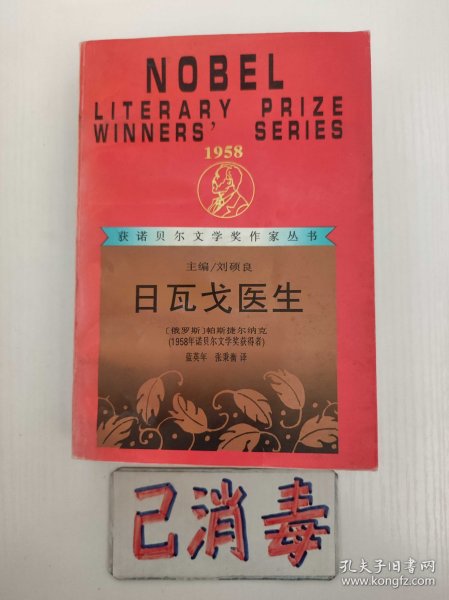 NOBEL
LITERARY PRIZE
WINNERS' SERIES
1958
获诺贝尔文学奖作家丛书
主编/刘硕良
日瓦戈医生
〔俄罗斯〕帕斯捷尔纳克
(1958年诺贝尔文学奖获得者)
蓝英年 张秉衡 译
已消毒
孔夫子旧书网
www.kongfz.com